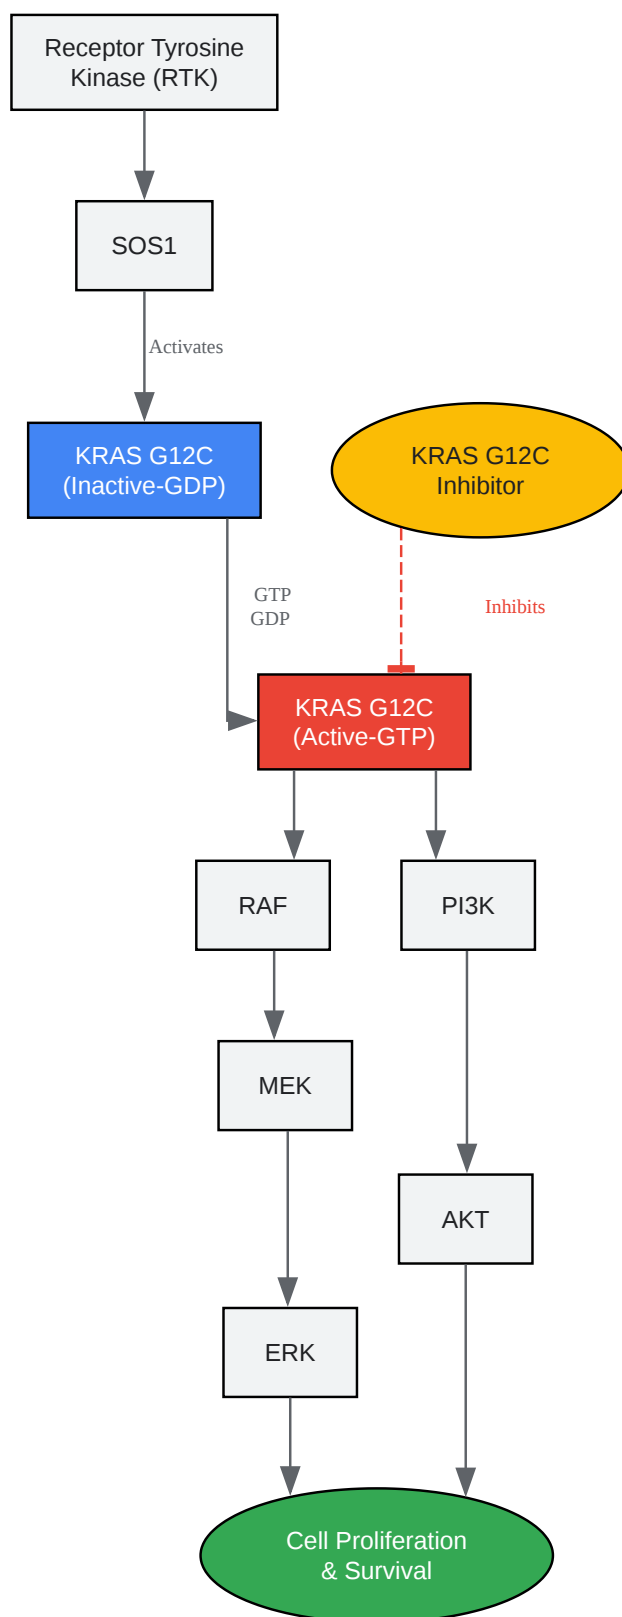 Receptor Tyrosine
Kinase (RTK)
SOS1
Activates
KRAS G12C
(Inactive-GDP)
KRAS G12C
Inhibitor
GTP
GDP
Inhibits
KRAS G12C
(Active-GTP)
RAF
PI3K
MEK
AKT
ERK
Cell Proliferation
& Survival